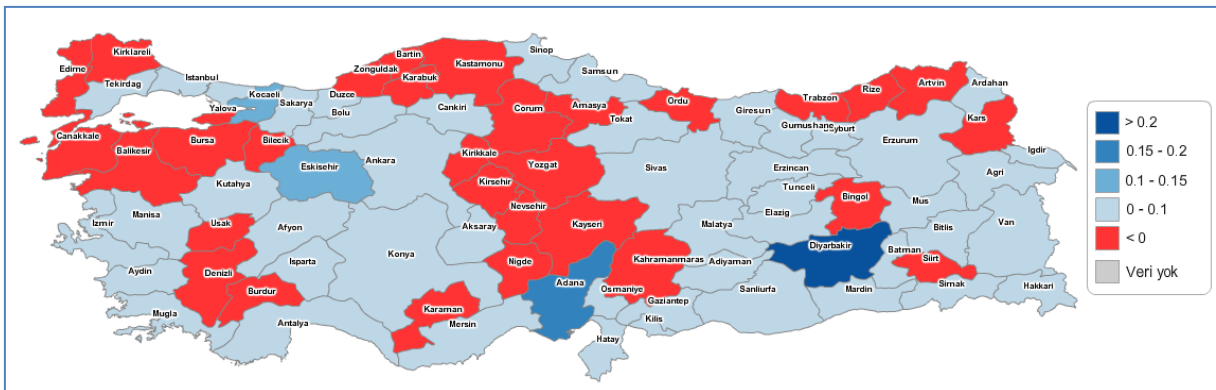 Sinop
Bartin
Kirklareli
Kastamonu
Edirne
Zonguldak
Samsun
Karabuk
Istanbul
Tekirdag
Artvin
Ardahan
Kocaeli
Duzce
Rize
Yalova
Sakarya
Cankiri
Corum
Amasya
Ordu
Trabzon
Giresun
Bolu
Tokat
Gumushane
Kars
Canakkale
Bursa
Bilecik
Erzurum
Balikesir
Kirikkale
Igdir
Eskisehir
Ankara
Yozgat
Sivas
Erzincan
Agri
Kutahya
Kirsehir
Tunceli
Bingol
Mus
Nevsehir
Elazig
Izmir
Manisa
Usak
Kayseri
Malatya
Van
Afyon
Aksaray
Bitlis
Diyarbakir
Batman
Konya
Kahramanmaras
Isparta
Nigde
Adiyaman
Siirt
Aydin
Denizli
Hakkari
Adana
Osmaniye
Sanliurfa
Mardin
Sirnak
Burdur
Gaziantep
Karaman
Mugla
Kilis
Antalya
Mersin
Hatay
> 0.2
0.15 - 0.2
0.1 - 0.15
0 - 0.1
< 0
Veri yok